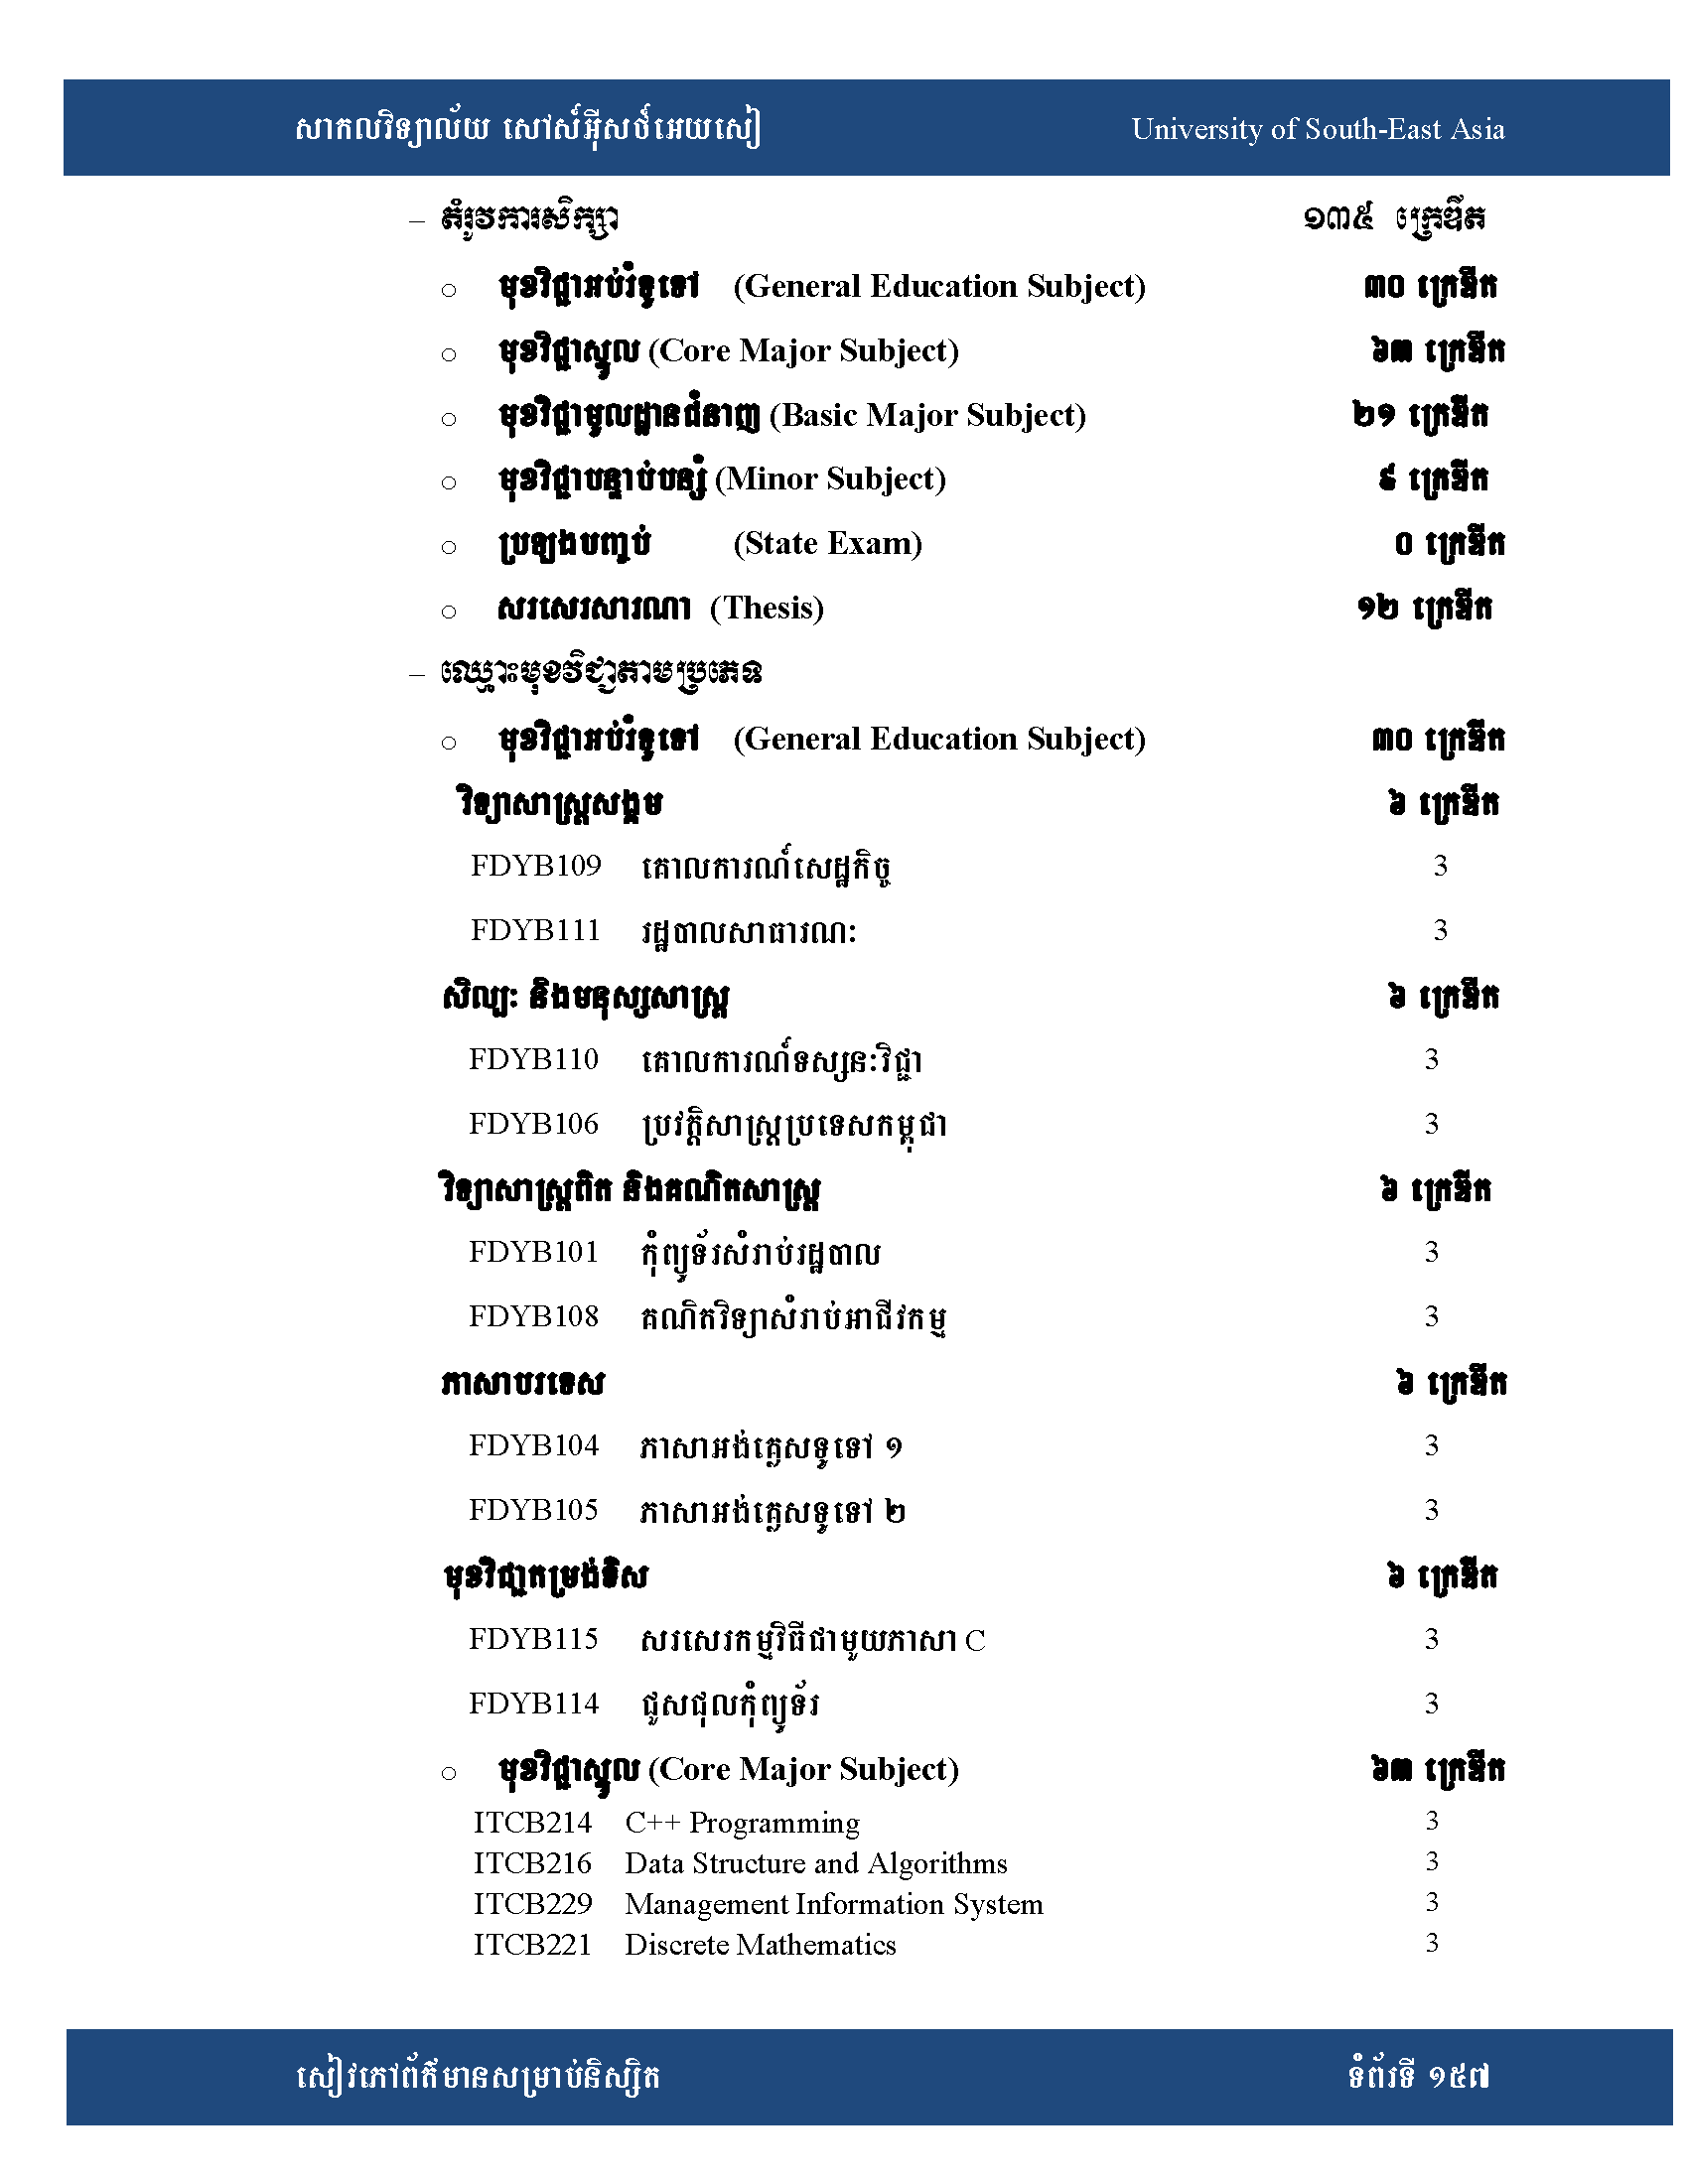 សាកលវិទ្យាល័យ សៅស៍អ៊ីសថ៍អេយសៀ University of South-East Asia
– តំរូវការសិក្សា ១៣៥ ក្រេឌីត
o មុខវិជ្ជាអប់រំទូទៅ (General Education Subject) ៣០ ក្រេឌីត
o មុខវិជ្ជាស្នូល (Core Major Subject) ៦៣ ក្រេឌីត
o មុខវិជ្ជាមូលដ្ឋានជំនាញ (Basic Major Subject) ២១ ក្រេឌីត
o មុខវិជ្ជាបន្ទាប់បន្សំ (Minor Subject) ៩ ក្រេឌីត
o ប្រឡងបញ្ចប់ (State Exam) ០ ក្រេឌីត
o សរសេរសារណា (Thesis) ១២ ក្រេឌីត
– ឈ្មោះមុខវិជ្ជាតាមប្រភេទ
o មុខវិជ្ជាអប់រំទូទៅ (General Education Subject) ៣០ ក្រេឌីត
វិទ្យាសាស្ត្រសង្គម ៦ ក្រេឌីត
FDYB109 គោលការណ៍សេដ្ឋកិច្ច 3
FDYB111 រដ្ឋបាលសាធារណៈ 3
សិល្បៈ និងមនុស្សសាស្ត្រ ៦ ក្រេឌីត
FDYB110 គោលការណ៍ទស្សនៈវិជ្ជា 3
FDYB106 ប្រវត្តិសាស្ត្រប្រទេសកម្ពុជា 3
វិទ្យាសាស្ត្រពិត និងគណិតសាស្ត្រ ៦ ក្រេឌីត
FDYB101 កុំព្យូទ័រសំរាប់រដ្ឋបាល 3
FDYB108 គណិតវិទ្យាសំរាប់អាជីវកម្ម 3
ភាសាបរទេស ៦ ក្រេឌីត
FDYB104 ភាសាអង់គ្លេសទូទៅ ១ 3
FDYB105 ភាសាអង់គ្លេសទូទៅ ២ 3
មុខវិជ្ជាតម្រង់ទិស ៦ ក្រេឌីត
FDYB115 សរសេរកម្មវិធីជាមួយភាសា C 3
FDYB114 ជួសជុលកុំព្យូទ័រ 3
o មុខវិជ្ជាស្នូល (Core Major Subject) ៦៣ ក្រេឌីត
ITCB214 C++ Programming 3
ITCB216 Data Structure and Algorithms 3
ITCB229 Management Information System 3
ITCB221 Discrete Mathematics 3
សៀវភៅព័ត៌មានសម្រាប់និស្សិត ទំព័រទី ១៥៧